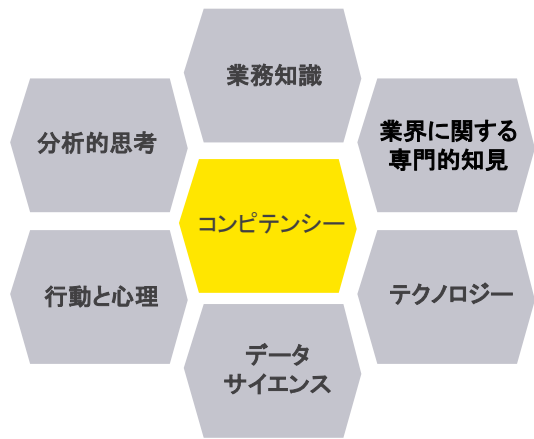 業務知識
分析的思考
業界に関する
専門的知見
コンピテンシー
行動と心理
テクノロジー
データ
サイエンス